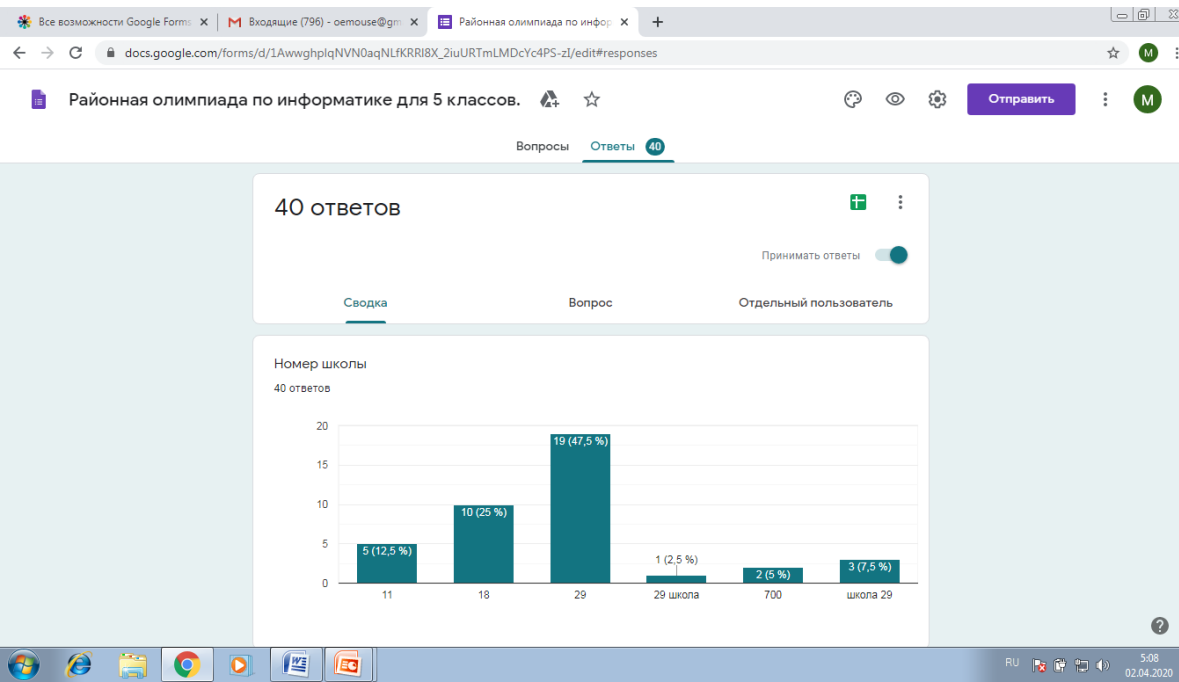 Все возможности Google Forms
Входящие (796) - oemouse@gm
Районная олимпиада по инфор
docs.google.com/forms/d/1AwwghplqNVN0aqNLfKRRl8X_2iuURTmLMDcYc4PS-zI/edit#responses
M
Районная олимпиада по информатике для 5 классов.
Отправить
M
Вопросы
Ответы 40
40 ответов
Принимать ответы
Сводка
Вопрос
Отдельный пользователь
Номер школы
40 ответов
20
15
10
5
0
5 (12,5 %)
10 (25 %)
19 (47,5 %)
1 (2,5 %)
2 (5 %)
3 (7,5 %)
11
18
29
29 школа
700
школа 29
RU
5:08
02.04.2020